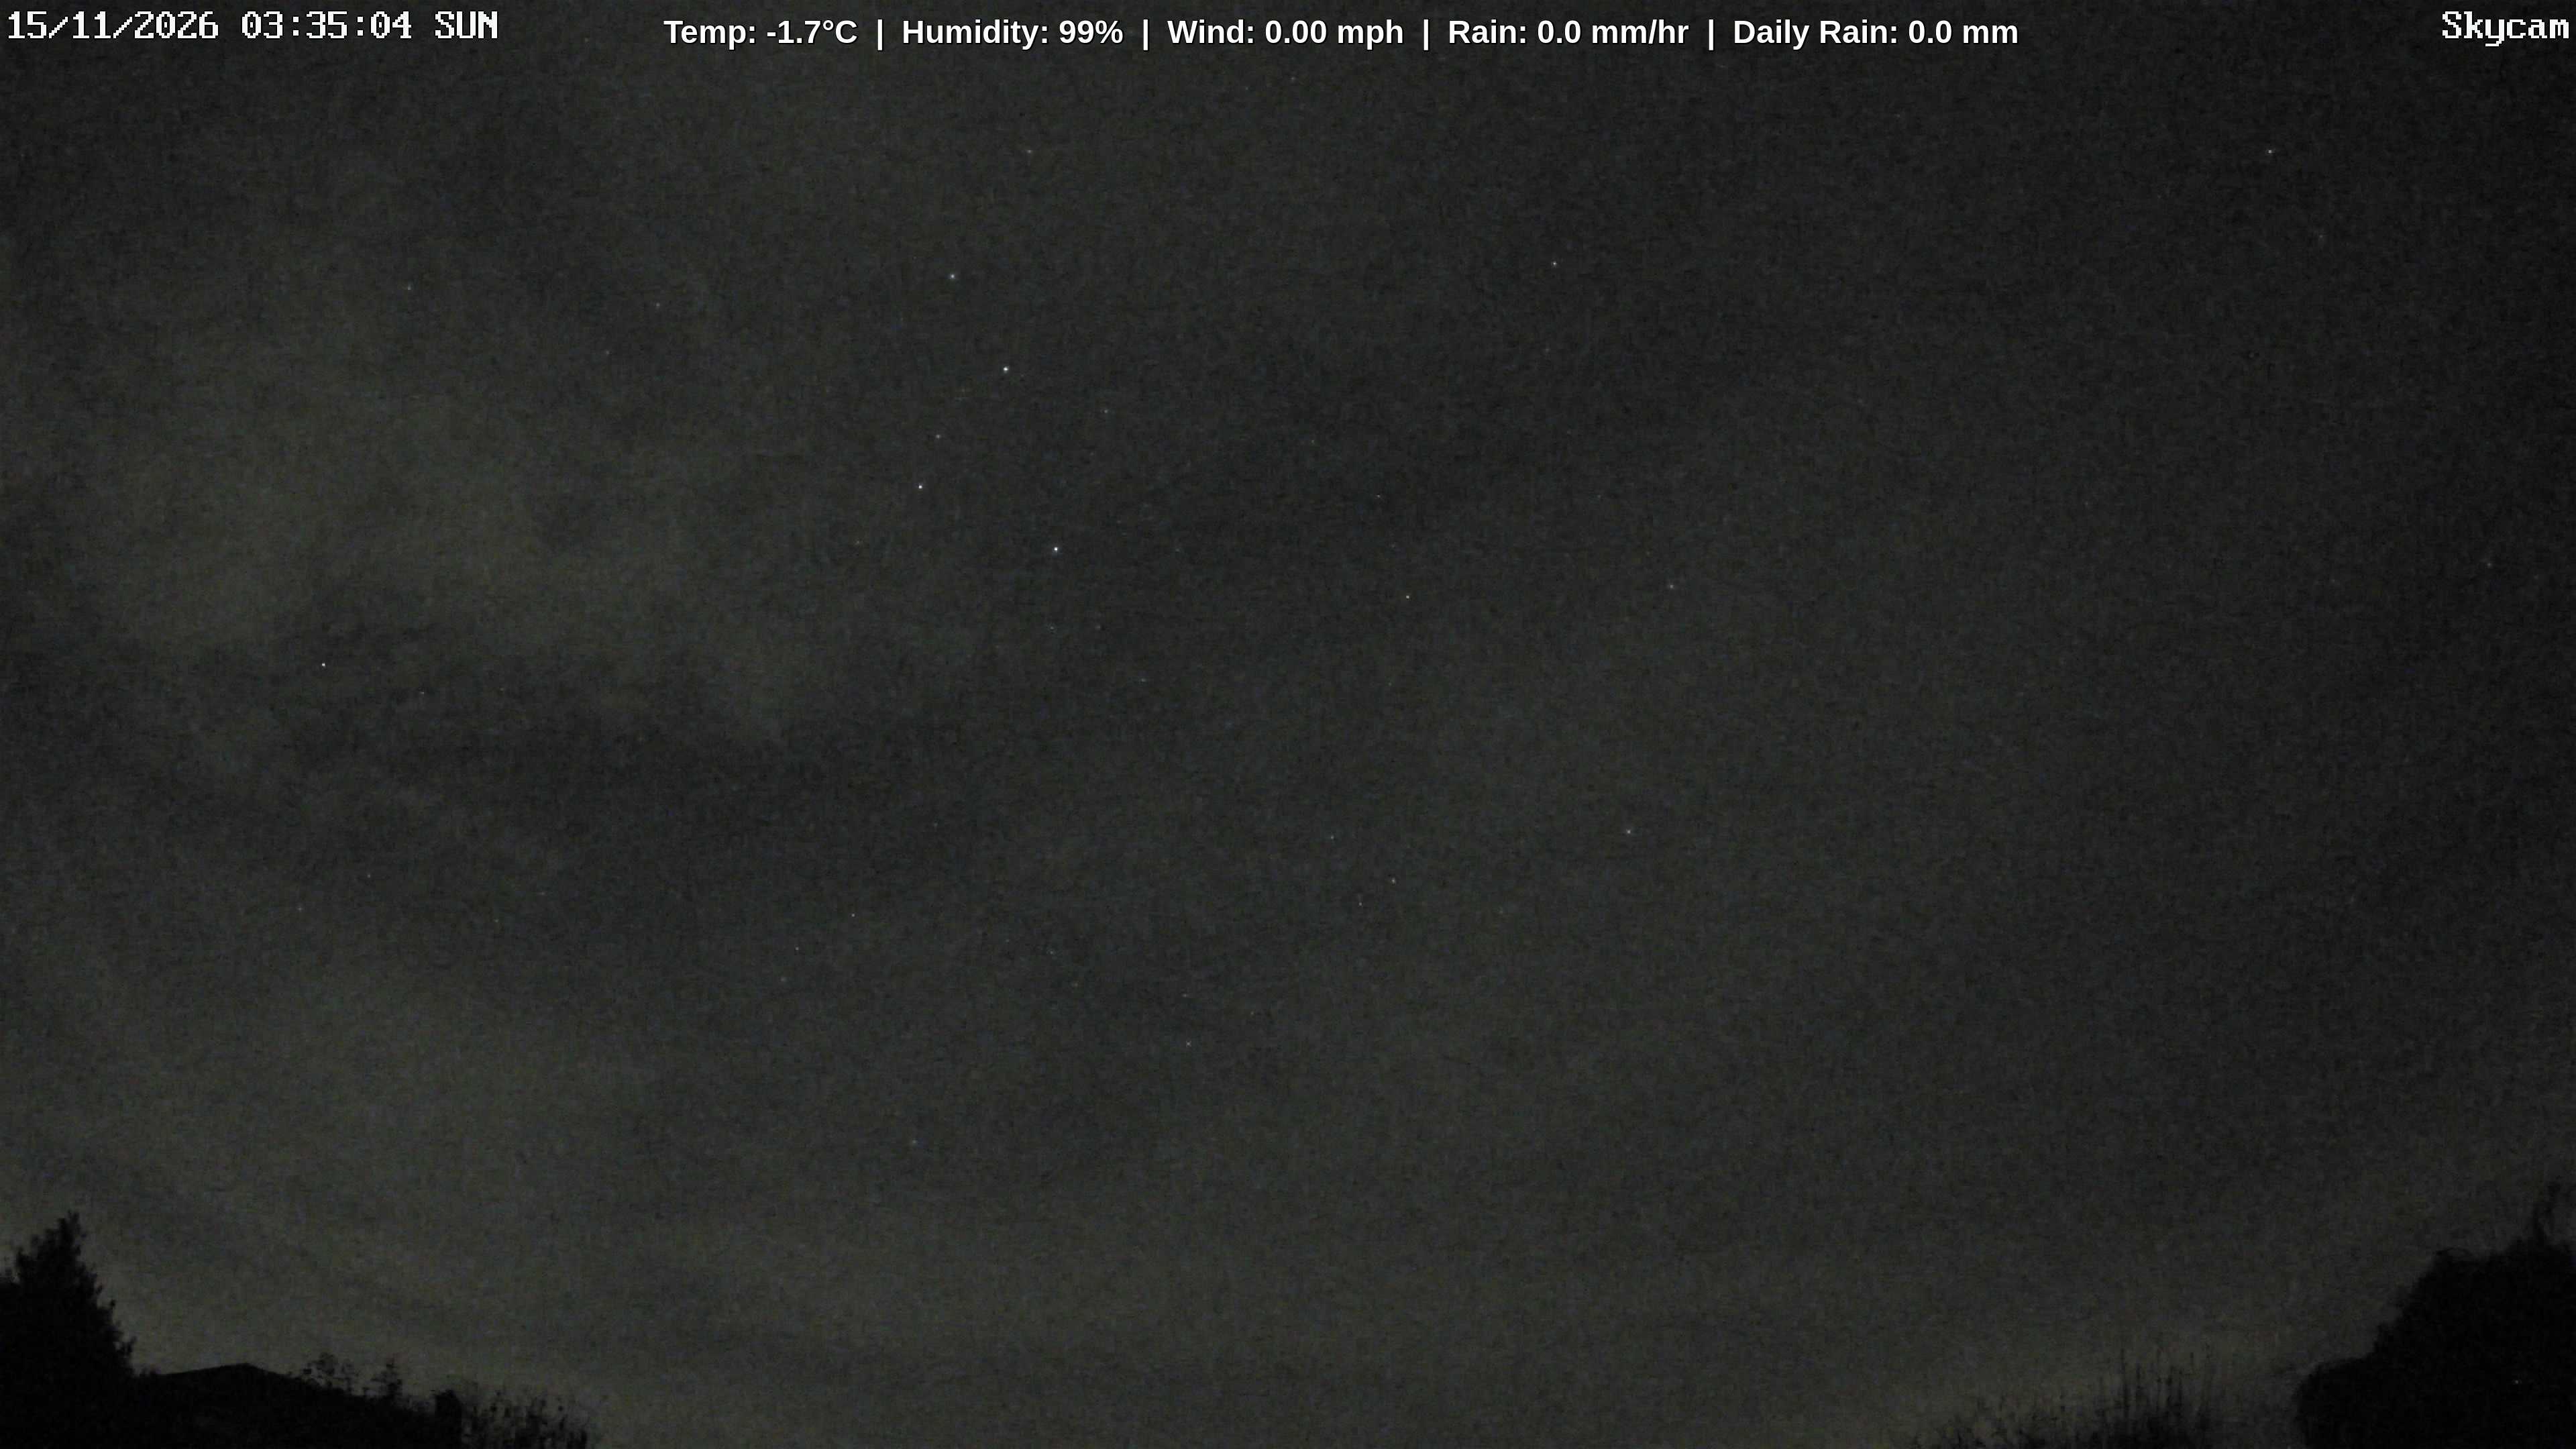 15/11/2026 03:35:04 SUN
Temp: -1.7°C | Humidity: 99% | Wind: 0.00 mph | Rain: 0.0 mm/hr | Daily Rain: 0.0 mm
Skycam